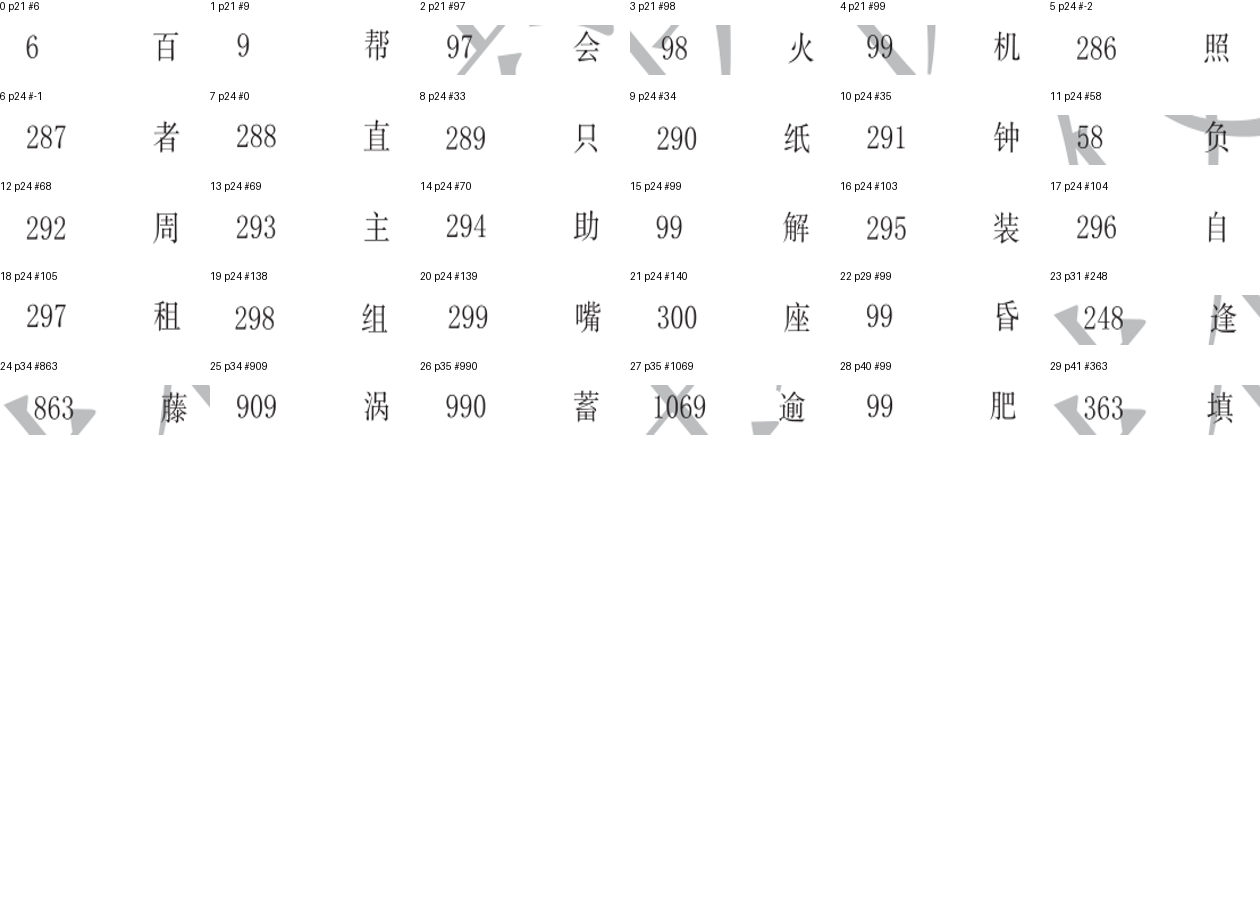 0 p21 #6 1 p21 #9 2 p21 #97 3 p21 #98 4 p21 #99 5 p24 #-2
6 百 9 帮 97 会 98 火 99 机 286 照
6 p24 #-1 7 p24 #0 8 p24 #33 9 p24 #34 10 p24 #35 11 p24 #58
287 者 288 直 289 只 290 纸 291 钟 58 负
12 p24 #68 13 p24 #69 14 p24 #70 15 p24 #99 16 p24 #103 17 p24 #104
292 周 293 主 294 助 99 解 295 装 296 自
18 p24 #105 19 p24 #138 20 p24 #139 21 p24 #140 22 p29 #99 23 p31 #248
297 租 298 组 299 嘴 300 座 99 昏 248 逢
24 p34 #863 25 p34 #909 26 p35 #990 27 p35 #1069 28 p40 #99 29 p41 #363
863 藤 909 涡 990 蓄 1069 逾 99 肥 363 填